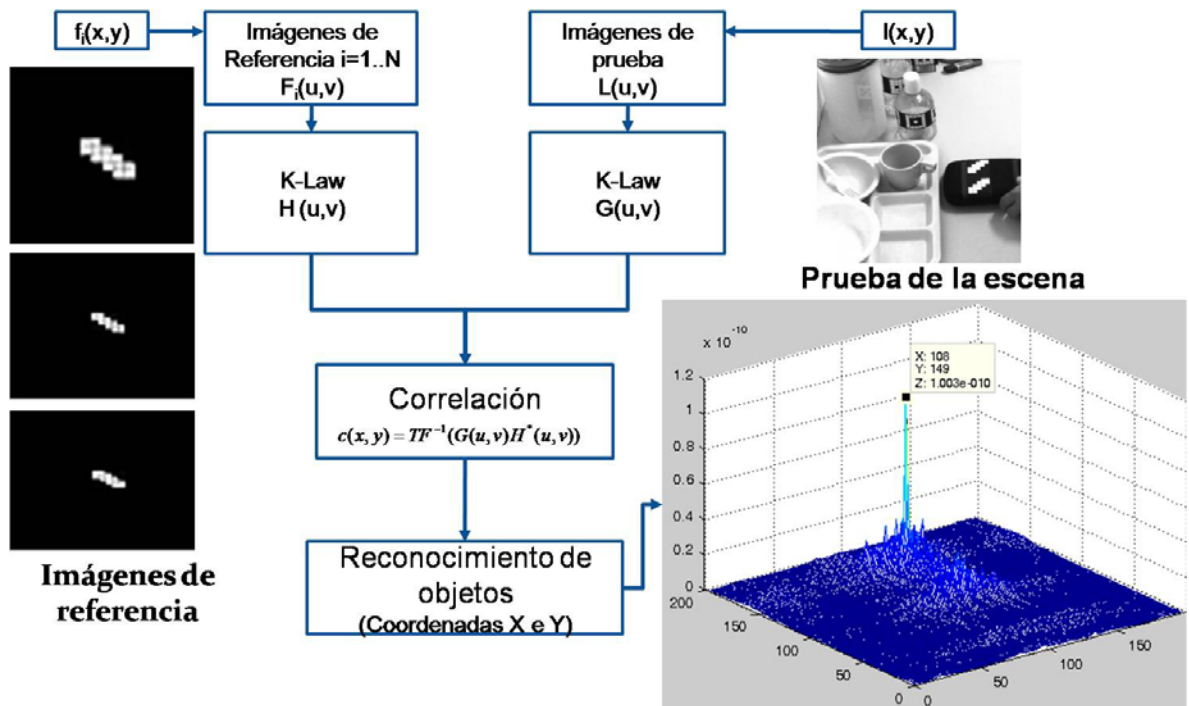 fᵢ(x,y)
Imágenes de
Referencia i=1..N
Fᵢ(u,v)
Imágenes de
prueba
L(u,v)
l(x,y)
K-Law
H (u,v)
K-Law
G(u,v)
Prueba de la escena
Correlación
c(x, y) = TF⁻¹(G(u,v)H*(u,v))
Reconocimiento de
objetos
(Coordenadas X e Y)
Imágenes de
referencia
x 10⁻¹⁰
X: 108
Y: 149
Z: 1.003e-010
1.2
1
0.8
0.6
0.4
0.2
0
200
150
100
50
0
0
50
100
150